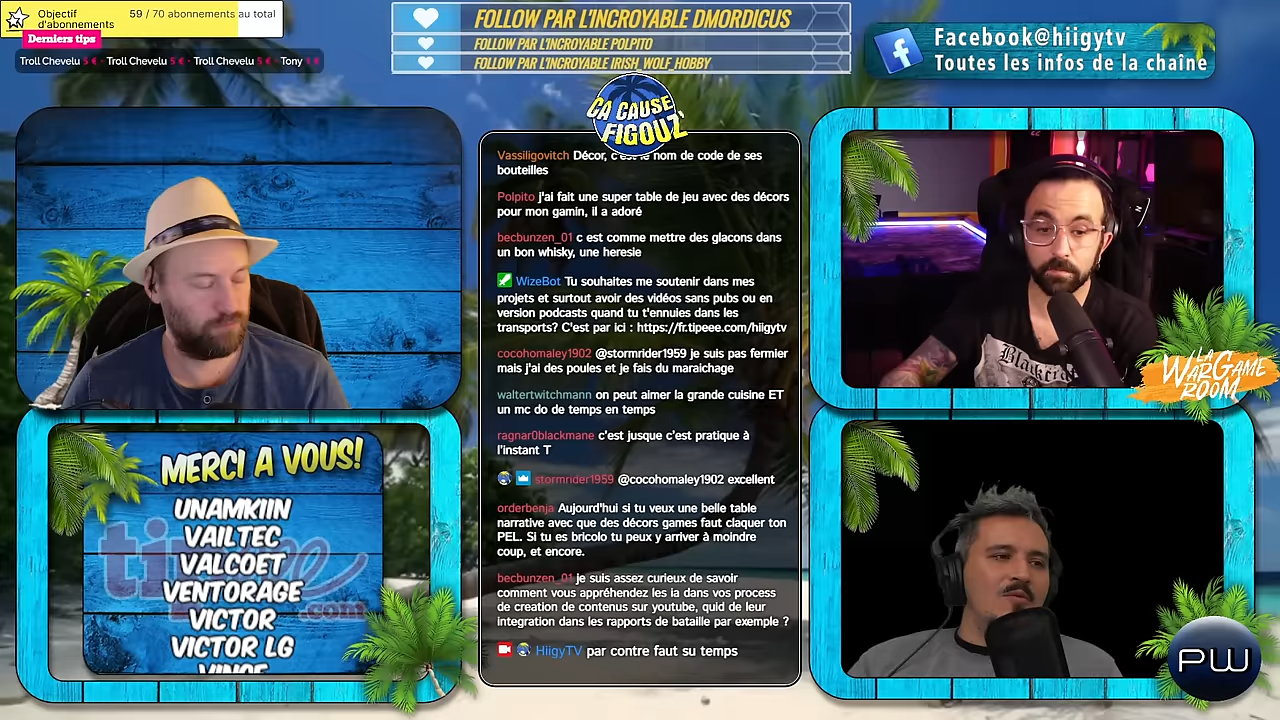 Objectif
d'abonnements
59 / 70 abonnements au total
Derniers tips
Troll Chevelu 5 € - Troll Chevelu 5 € - Troll Chevelu 5 € - Tony
FOLLOW PAR L'INCROYABLE DMORDICUS
FOLLOW PAR L'INCROYABLE POLPITO
FOLLOW PAR L'INCROYABLE IRISH_WOLF_HOBBY
Facebook@hiigytv
Toutes les infos de la chaîne
ÇA CAUSE
FIGOUZ'
Vassiligovitch Décor, c'est le nom de code de ses
bouteilles
Polpito j'ai fait une super table de jeu avec des décors
pour mon gamin, il a adoré
becbunzen_01 c est comme mettre des glacons dans
un bon whisky, une heresie
WizeBot Tu souhaites me soutenir dans mes
projets et surtout avoir des vidéos sans pubs ou en
version podcasts quand tu t'ennuies dans les
transports? C'est par ici : https://fr.tipeee.com/hiigytv
cocohomaley1902 @stormrider1959 je suis pas fermier
mais j'ai des poules et je fais du maraichage
waltertwitchmann on peut aimer la grande cuisine ET
un mc do de temps en temps
ragnar0blackmane c'est jusque c'est pratique à
l'instant T
stormrider1959 @cocohomaley1902 excellent
orderbenja Aujourd'hui si tu veux une belle table
narrative avec que des décors games faut claquer ton
PEL. Si tu es bricolo tu peux y arriver à moindre
coup, et encore.
becbunzen_01 je suis assez curieux de savoir
comment vous appréhendez les ia dans vos process
de creation de contenus sur youtube, quid de leur
integration dans les rapports de bataille par exemple ?
HiigyTV par contre faut su temps
LA
WARGAME
ROOM
MERCI A VOUS!
UNAMKIIN
VAILTEC
VALCOET
VENTORAGE
VICTOR
VICTOR LG
VINCE
.com
PW